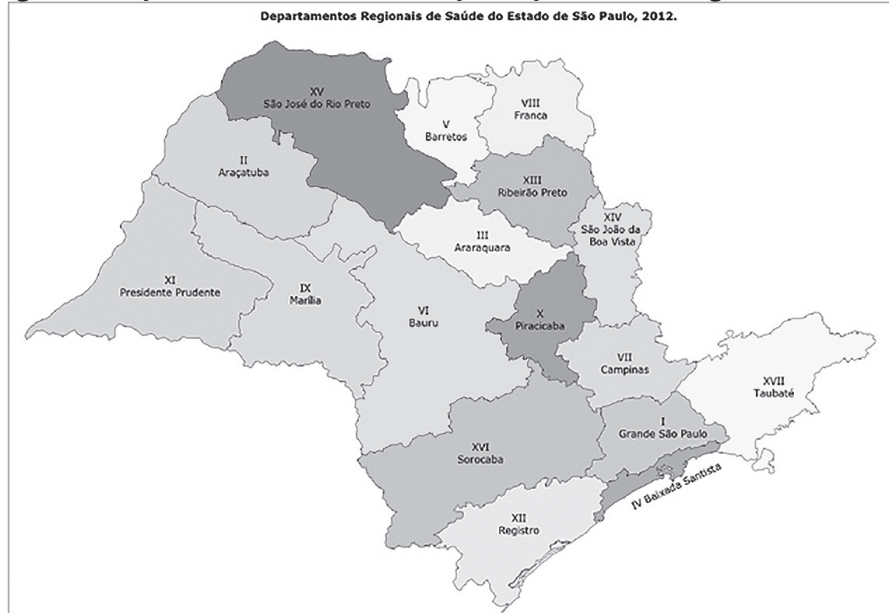 Departamentos Regionais de Saúde do Estado de São Paulo, 2012.
XV
São José do Rio Preto
V
Barretos
VIII
Franca
II
Araçatuba
XIII
Ribeirão Preto
XIV
São João da
Boa Vista
III
Araraquara
XI
Presidente Prudente
IX
Marília
VI
Bauru
X
Piracicaba
VII
Campinas
XVII
Taubaté
I
Grande São Paulo
XVI
Sorocaba
IV Baixada Santista
XII
Registro